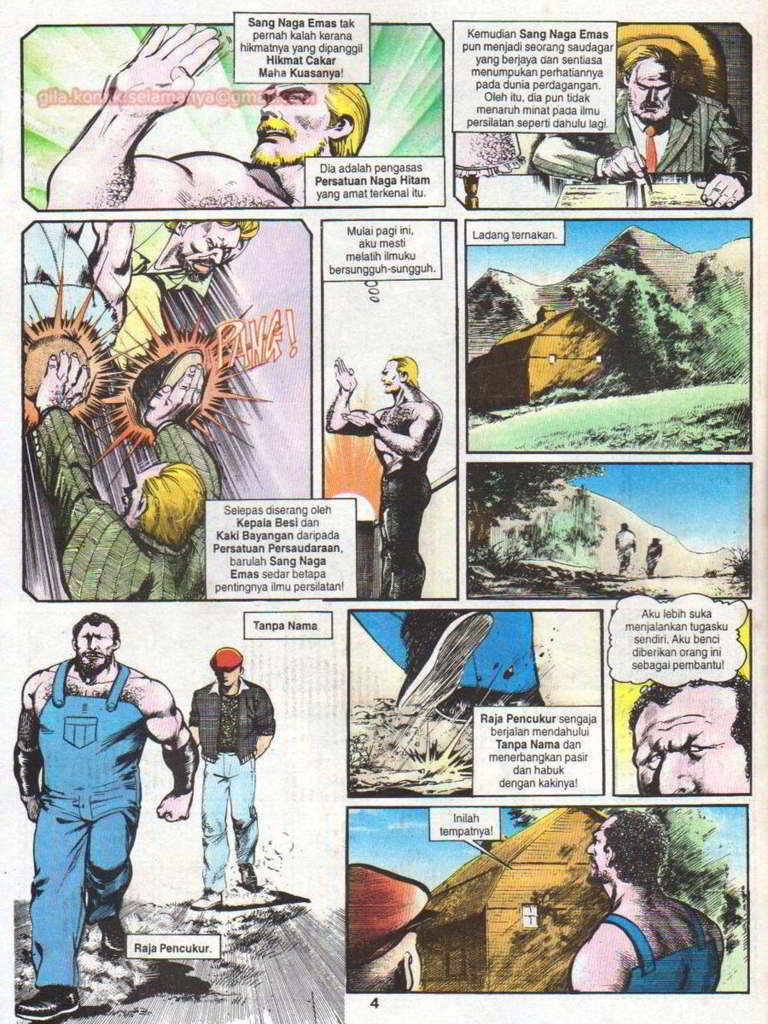 Sang Naga Emas tak
pernah kalah kerana
hikmatnya yang dipanggil
Hikmat Cakar
Maha Kuasanya!
Dia adalah pengasas
Persatuan Naga Hitam
yang amat terkenal itu.
Kemudian Sang Naga Emas
pun menjadi seorang saudagar
yang berjaya dan sentiasa
menumpukan perhatiannya
pada dunia perdagangan.
Oleh itu, dia pun tidak
menaruh minat pada ilmu
persilatan seperti dahulu lagi.
PANG!
Selepas diserang oleh
Kepala Besi dan
Kaki Bayangan daripada
Persatuan Persaudaraan,
barulah Sang Naga
Emas sedar betapa
pentingnya ilmu persilatan!
Mulai pagi ini,
aku mesti
melatih ilmuku
bersungguh-sungguh.
Ladang ternakan.
Tanpa Nama
Raja Pencukur.
Raja Pencukur sengaja
berjalan mendahului
Tanpa Nama dan
menerbangkan pasir
dan habuk
dengan kakinya!
Aku lebih suka
menjalankan tugasku
sendiri. Aku benci
diberikan orang ini
sebagai pembantu!
Inilah
tempatnya!
4